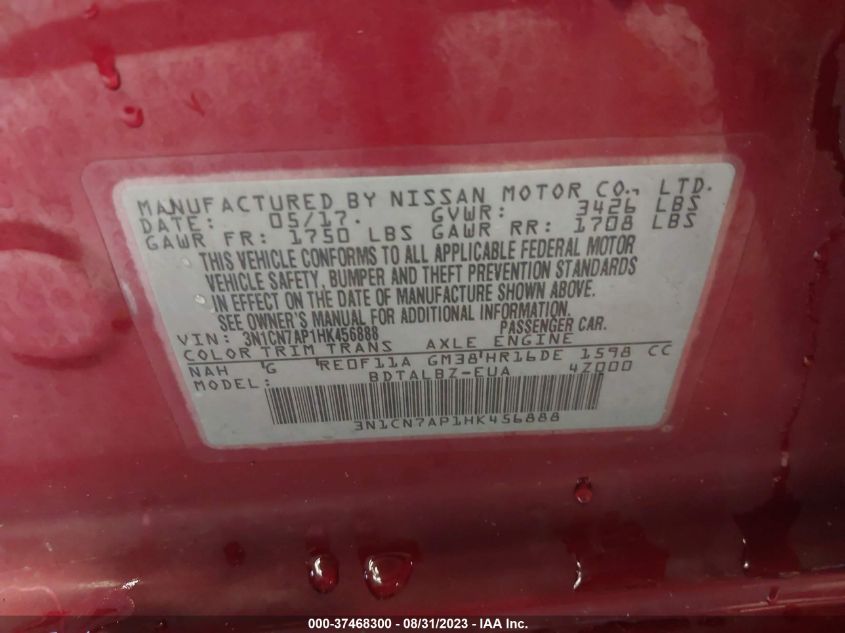 MANUFACTURED BY NISSAN MOTOR CO., LTD.
DATE: 05/17. GVWR: 3426 LBS
GAWR FR: 1750 LBS GAWR RR: 1708 LBS
THIS VEHICLE CONFORMS TO ALL APPLICABLE FEDERAL MOTOR
VEHICLE SAFETY, BUMPER AND THEFT PREVENTION STANDARDS
IN EFFECT ON THE DATE OF MANUFACTURE SHOWN ABOVE.
SEE OWNER'S MANUAL FOR ADDITIONAL INFORMATION.
VIN: 3N1CN7AP1HK456888 PASSENGER CAR.
COLOR TRIM TRANS AXLE ENGINE
NAH G RE0F11A GM38 HR16DE 1598 CC
MODEL: BDTALBZ-EUA 4Z000
3N1CN7AP1HK456888
000-37468300 - 08/31/2023 - IAA Inc.